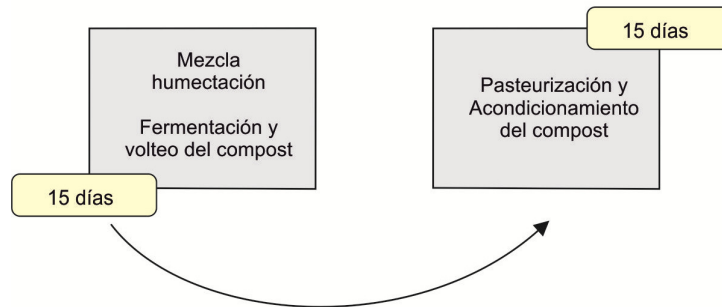 Mezcla
humectación
Fermentación y
volteo del compost
15 días
15 días
Pasteurización y
Acondicionamiento
del compost